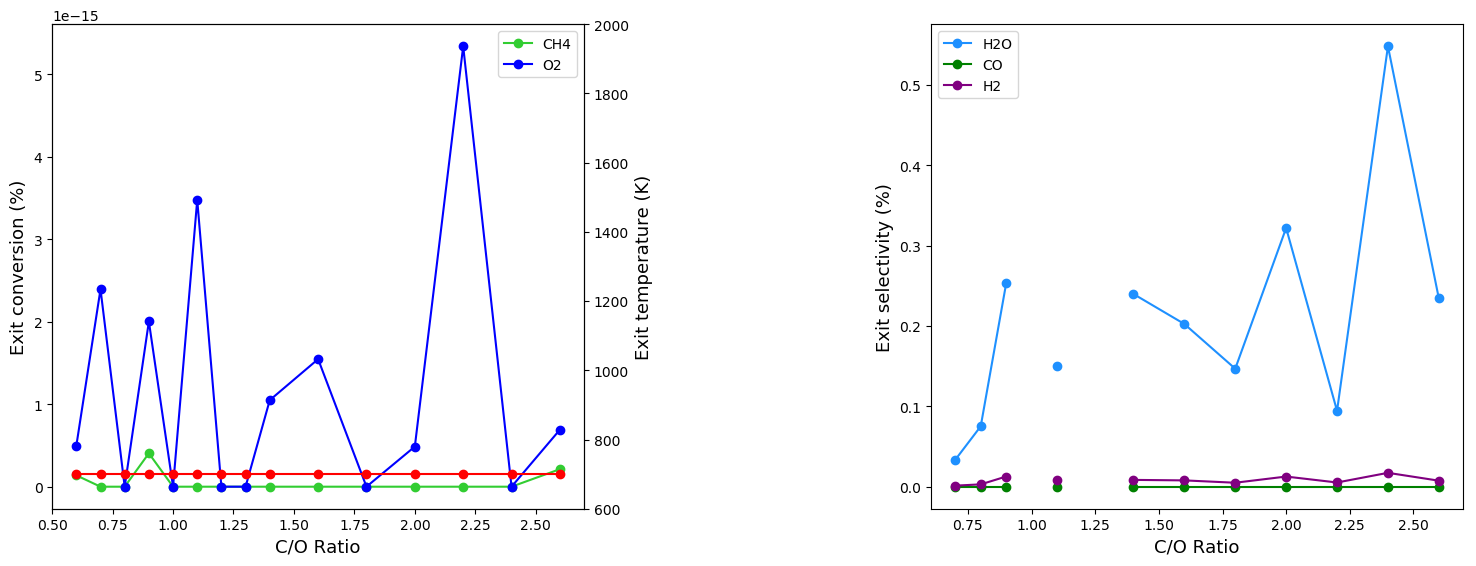 1e−15
5
4
3
2
1
0
Exit conversion (%)
0.50 0.75 1.00 1.25 1.50 1.75 2.00 2.25 2.50
C/O Ratio
CH4
O2
2000
1800
1600
1400
1200
1000
800
600
Exit temperature (K)
H2O
CO
H2
0.5
0.4
0.3
0.2
0.1
0.0
Exit selectivity (%)
0.75 1.00 1.25 1.50 1.75 2.00 2.25 2.50
C/O Ratio